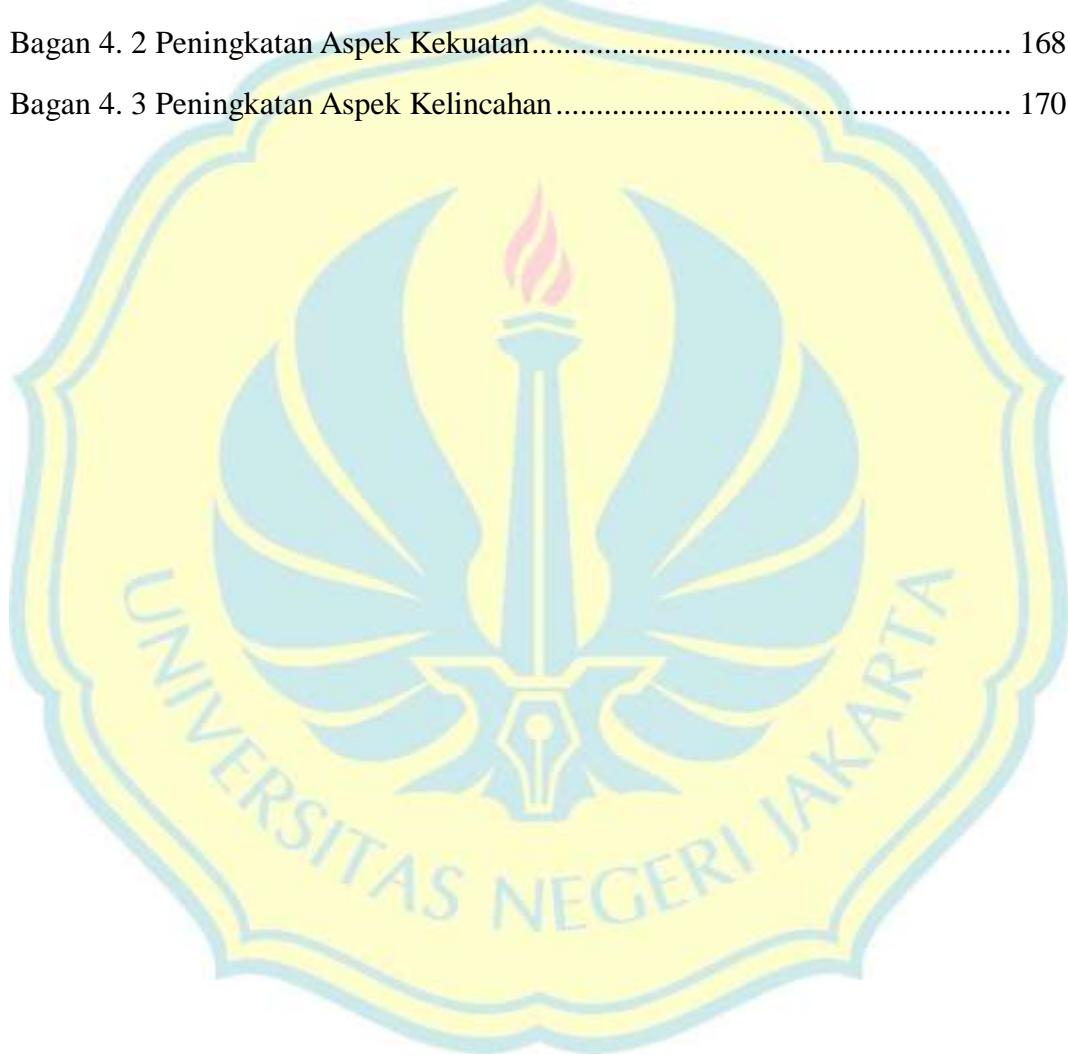 Bagan 4. 2 Peningkatan Aspek Kekuatan............................................................ 168
Bagan 4. 3 Peningkatan Aspek Kelincahan......................................................... 170
UNIVERSITAS NEGERI JAKARTA